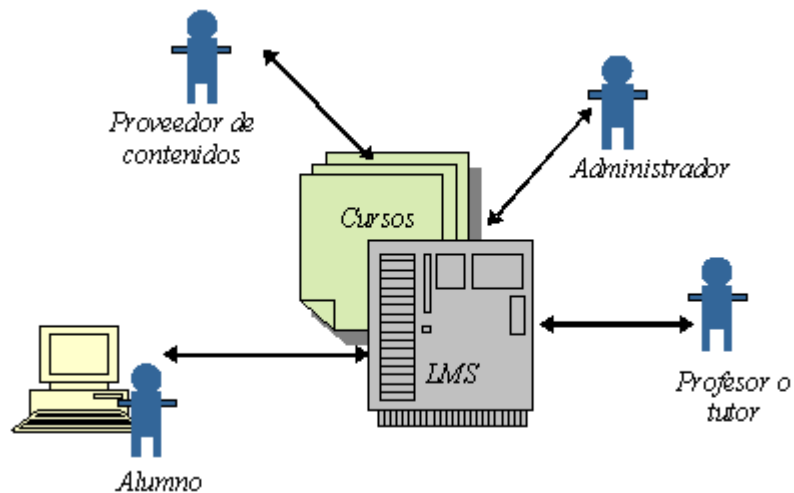 Proveedor de
contenidos
Administrador
Cursos
LMS
Profesor o
tutor
Alumno